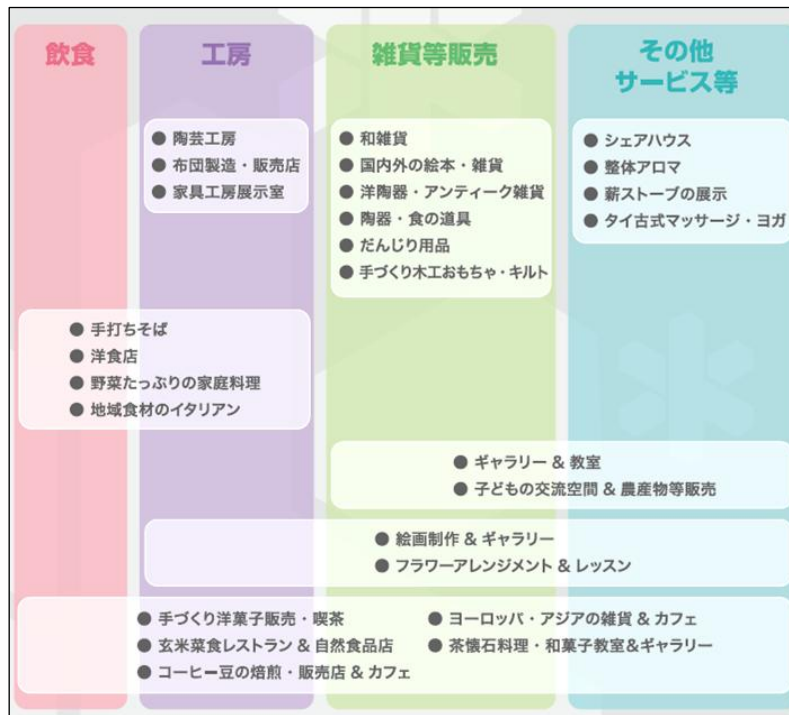 飲食
工房
雑貨等販売
その他
サービス等
● 陶芸工房
● 布団製造・販売店
● 家具工房展示室
● 和雑貨
● 国内外の絵本・雑貨
● 洋陶器・アンティーク雑貨
● 陶器・食の道具
● だんじり用品
● 手づくり木工おもちゃ・キルト
● シェアハウス
● 整体アロマ
● 薪ストーブの展示
● タイ古式マッサージ・ヨガ
● 手打ちそば
● 洋食店
● 野菜たっぷりの家庭料理
● 地域食材のイタリアン
● ギャラリー & 教室
● 子どもの交流空間 & 農産物等販売
● 絵画制作 & ギャラリー
● フラワーアレンジメント & レッスン
● 手づくり洋菓子販売・喫茶
● 玄米菜食レストラン & 自然食品店
● コーヒー豆の焙煎・販売店 & カフェ
● ヨーロッパ・アジアの雑貨 & カフェ
● 茶懐石料理・和菓子教室&ギャラリー